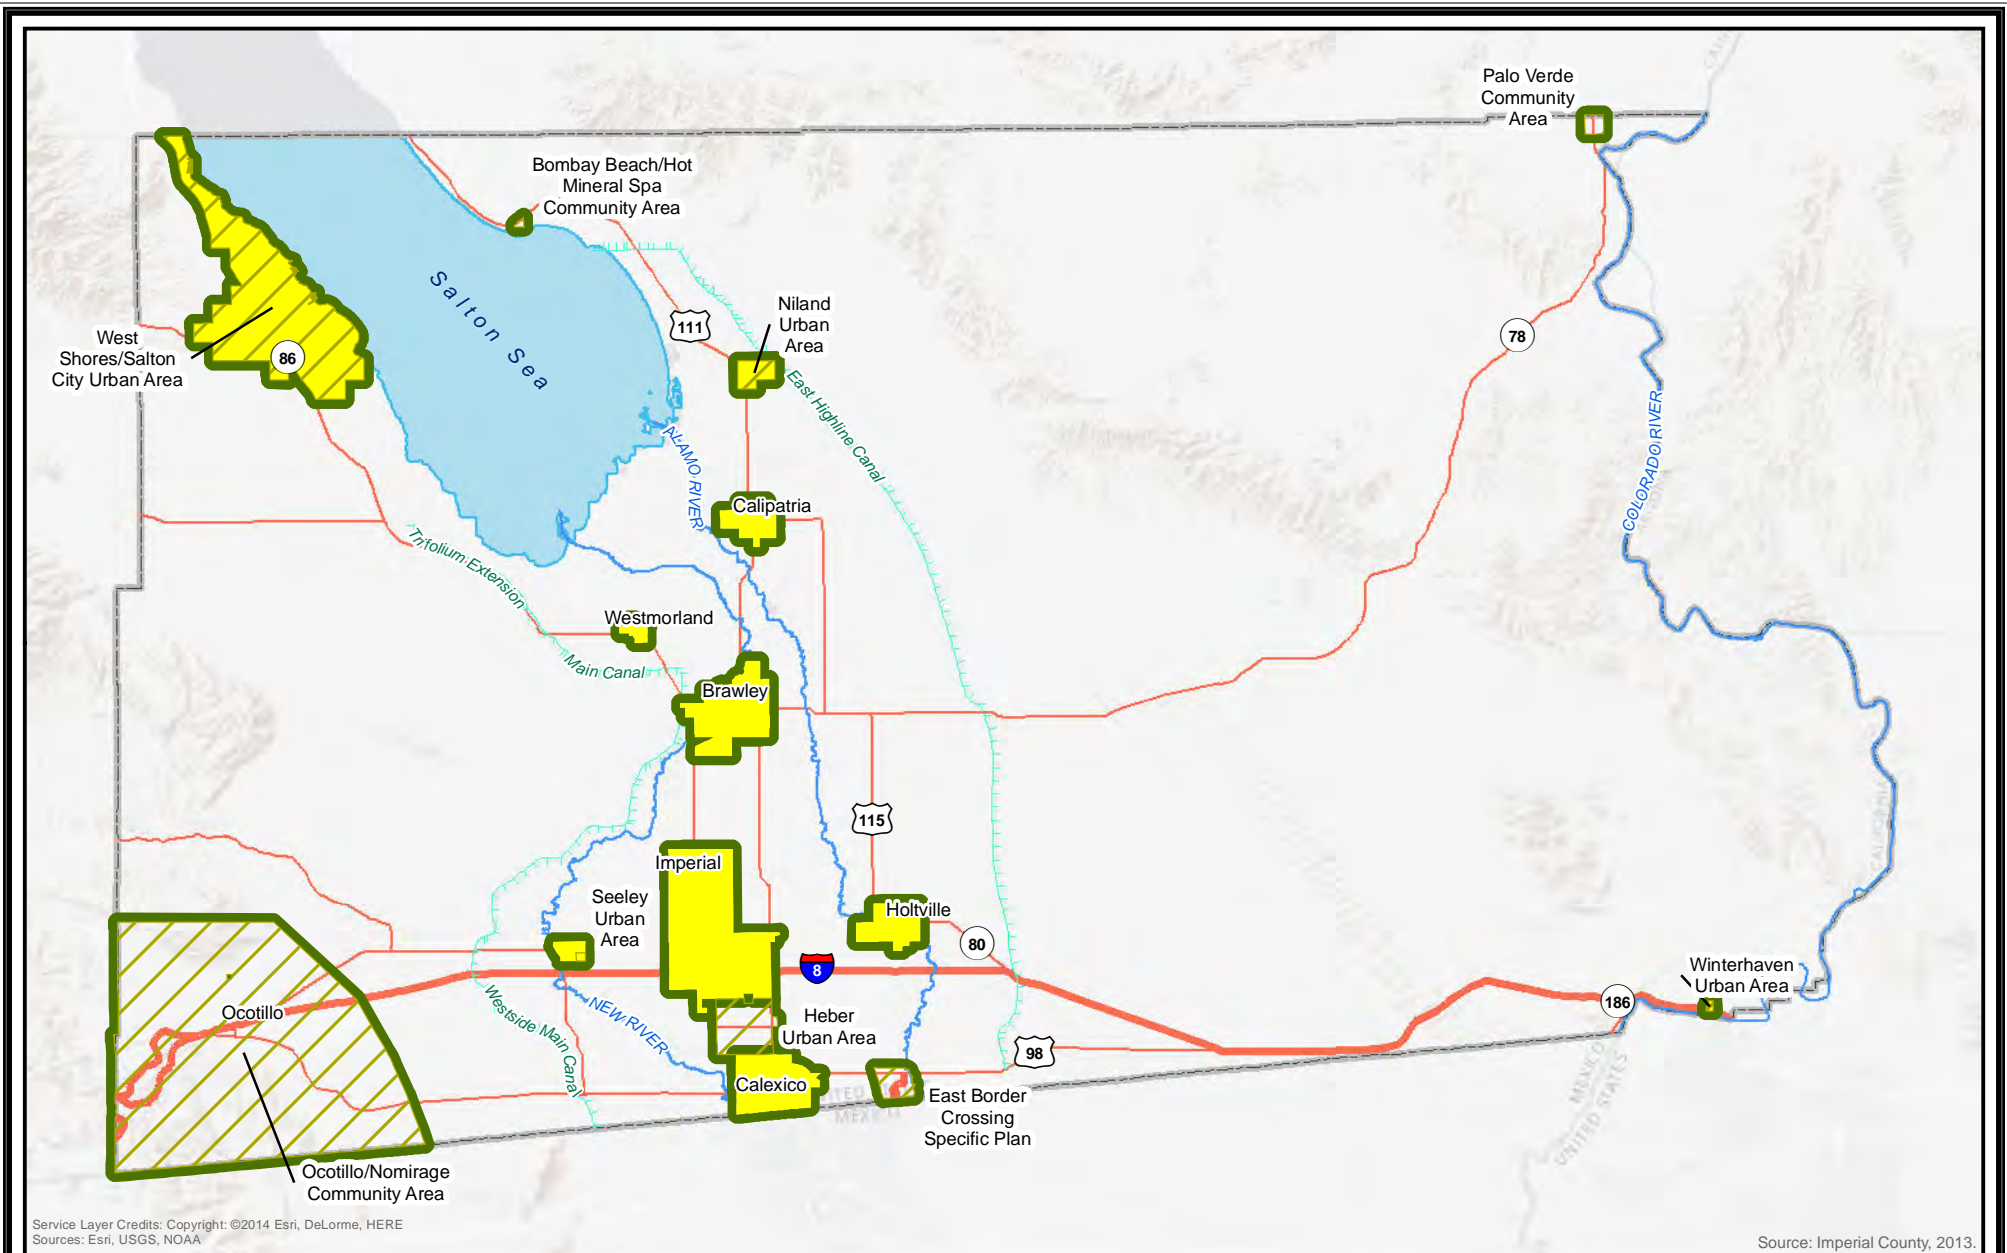 Palo Verde
Community
Area
Bombay Beach/Hot
Mineral Spa
Community Area
Salton Sea
111
Niland
Urban
Area
78
West
Shores/Salton
City Urban Area
86
East Highline Canal
ALAMO RIVER
COLORADO RIVER
Calipatria
Trifolium Extension
Westmorland
Main Canal
Brawley
115
CALIFORNIA
Imperial
Seeley
Urban
Area
Holtville
80
8
Winterhaven
Urban Area
186
Westside Main Canal
NEW RIVER
Ocotillo
Heber
Urban Area
98
Calexico
MEXICO
UNITED STATES
East Border
Crossing
Specific Plan
Ocotillo/Nomirage
Community Area
Service Layer Credits: Copyright: ©2014 Esri, DeLorme, HERE
Sources: Esri, USGS, NOAA
Source: Imperial County, 2013.